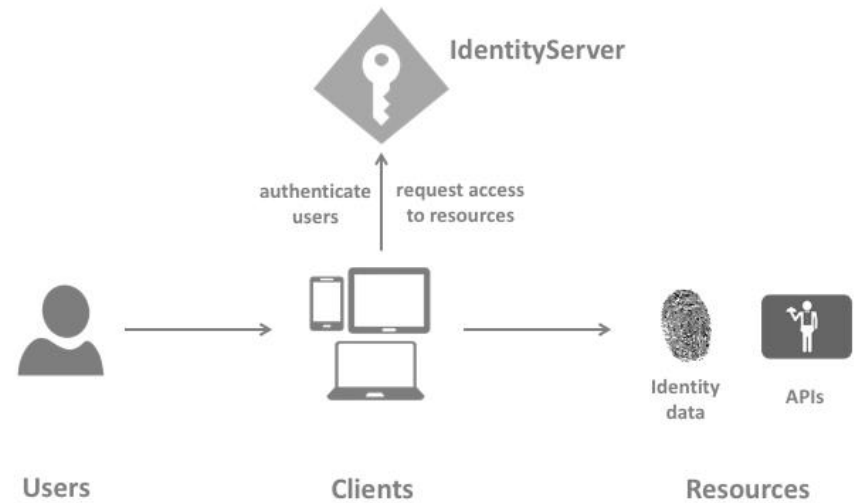 IdentityServer
authenticate
users
request access
to resources
Identity
data
APIs
Users
Clients
Resources